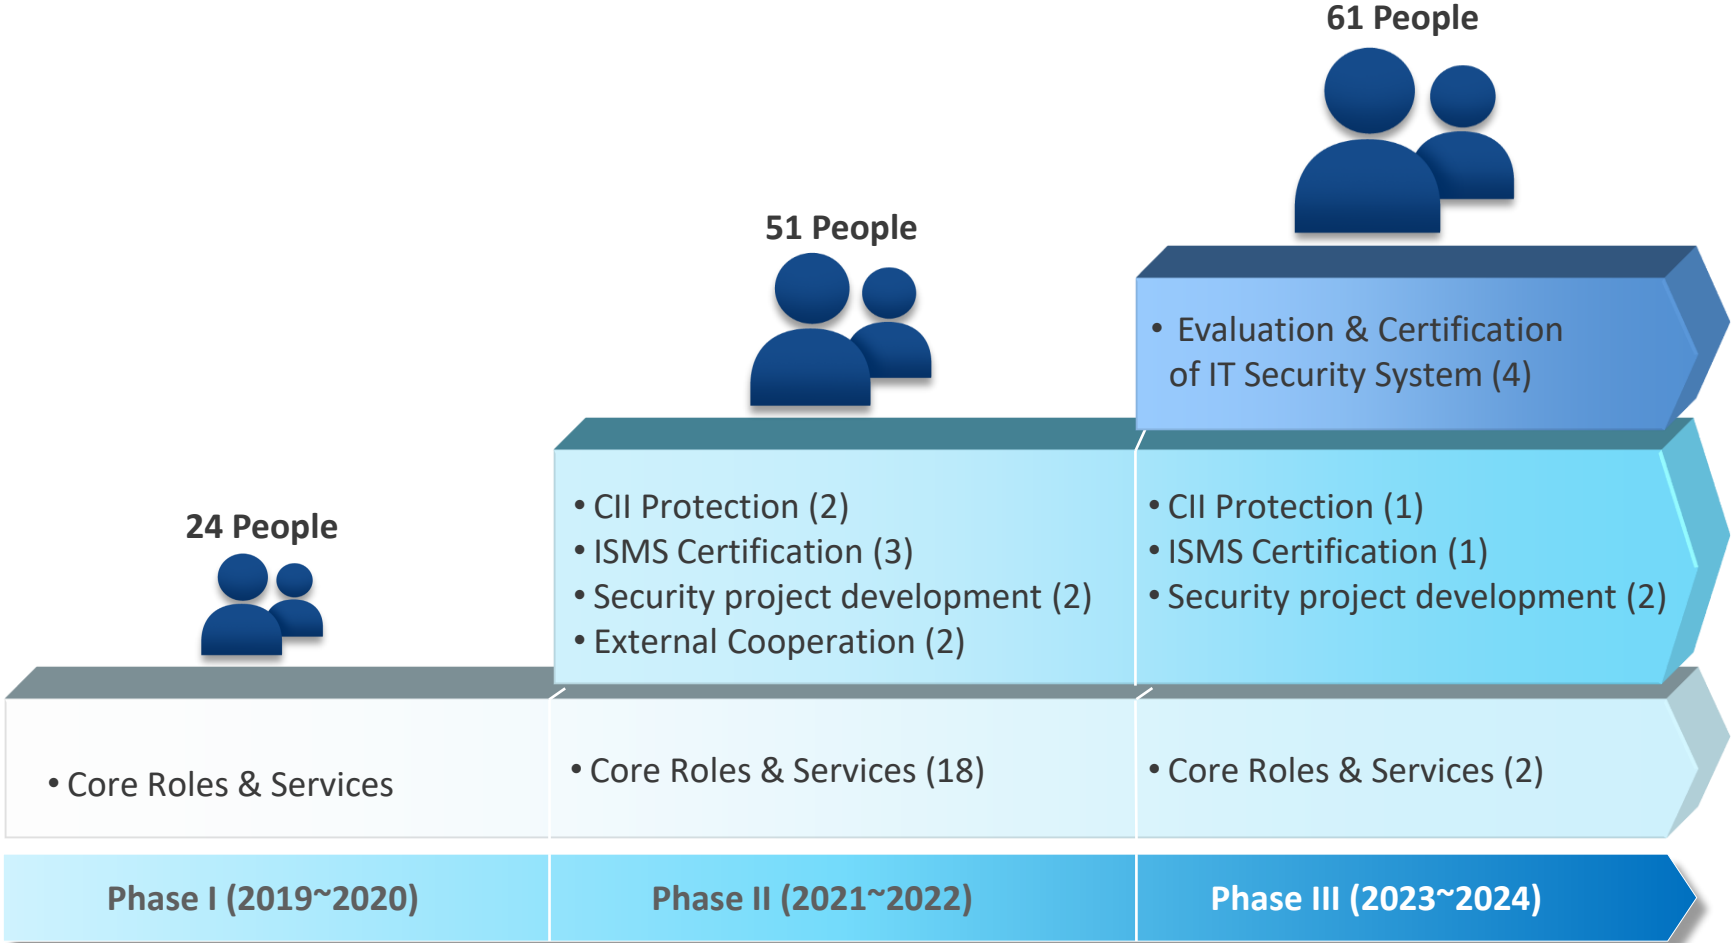 61 People
51 People
• Evaluation & Certification
of IT Security System (4)
24 People
• CII Protection (2)
• ISMS Certification (3)
• Security project development (2)
• External Cooperation (2)
• CII Protection (1)
• ISMS Certification (1)
• Security project development (2)
• Core Roles & Services
• Core Roles & Services (18)
• Core Roles & Services (2)
Phase I (2019~2020)
Phase II (2021~2022)
Phase III (2023~2024)